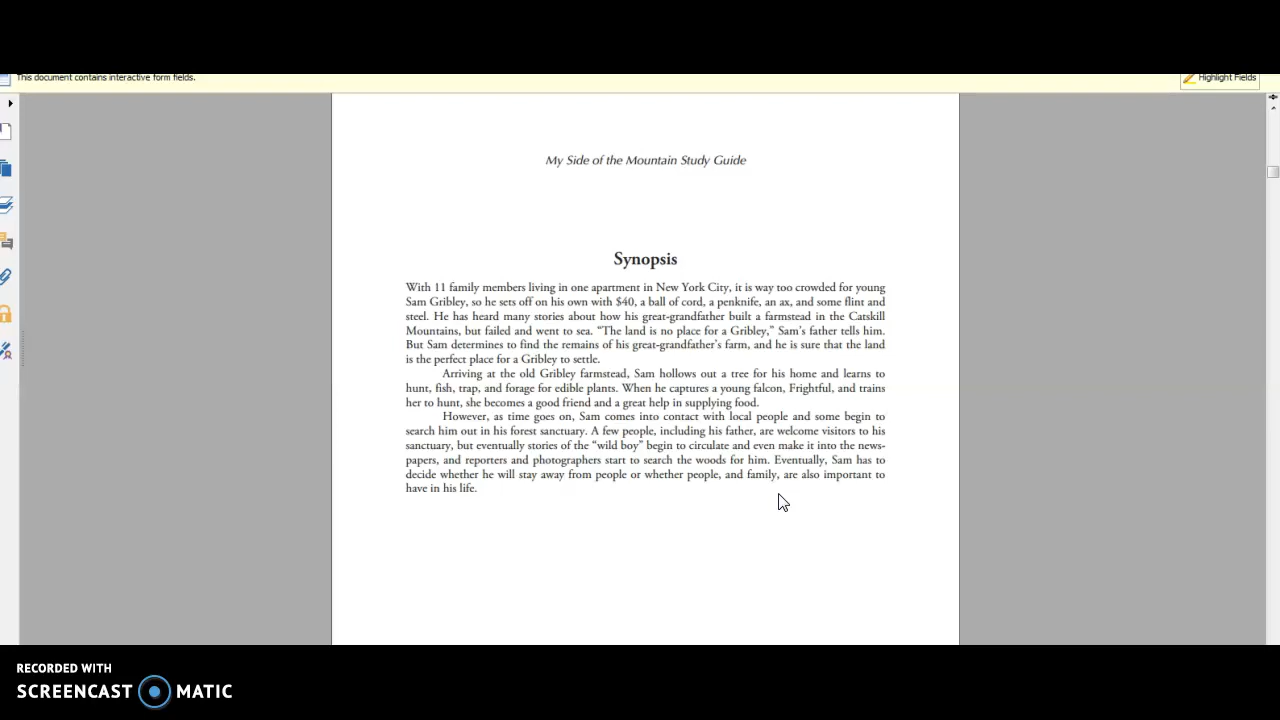 This document contains interactive form fields.
Highlight Fields
My Side of the Mountain Study Guide
Synopsis
With 11 family members living in one apartment in New York City, it is way too crowded for young
Sam Gribley, so he sets off on his own with $40, a ball of cord, a penknife, an ax, and some flint and
steel. He has heard many stories about how his great-grandfather built a farmstead in the Catskill
Mountains, but failed and went to sea. “The land is no place for a Gribley,” Sam’s father tells him.
But Sam determines to find the remains of his great-grandfather’s farm, and he is sure that the land
is the perfect place for a Gribley to settle.
Arriving at the old Gribley farmstead, Sam hollows out a tree for his home and learns to
hunt, fish, trap, and forage for edible plants. When he captures a young falcon, Frightful, and trains
her to hunt, she becomes a good friend and a great help in supplying food.
However, as time goes on, Sam comes into contact with local people and some begin to
search him out in his forest sanctuary. A few people, including his father, are welcome visitors to his
sanctuary, but eventually stories of the “wild boy” begin to circulate and even make it into the news-
papers, and reporters and photographers start to search the woods for him. Eventually, Sam has to
decide whether he will stay away from people or whether people, and family, are also important to
have in his life.
RECORDED WITH
SCREENCAST MATIC